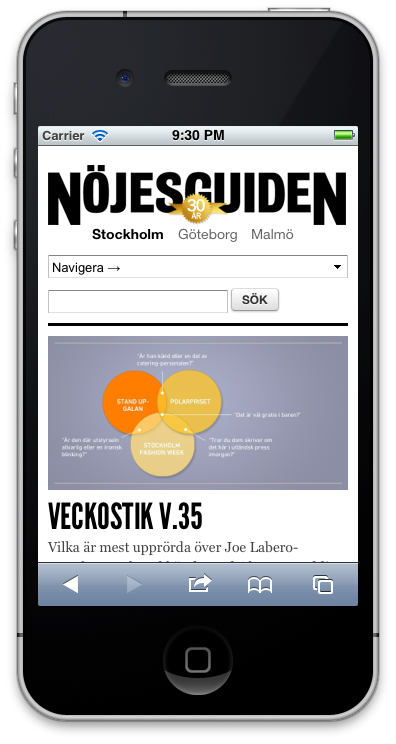 Carrier 9:30 PM
NÖJESGUIDEN
30
ÅR
Stockholm Göteborg Malmö
Navigera →
SÖK
"Är han känd eller en del av
catering-personalen?"
STAND UP-
GALAN
POLARPRISET
"Det är väl gratis i baren?"
"Är den där utstyrseln
allvarlig eller en ironisk
blinking?"
STOCKHOLM
FASHION WEEK
"Tror du dom skriver om
det här i utländsk press
imorgon?"
VECKOSTIK V.35
Vilka är mest upprörda över Joe Labero-